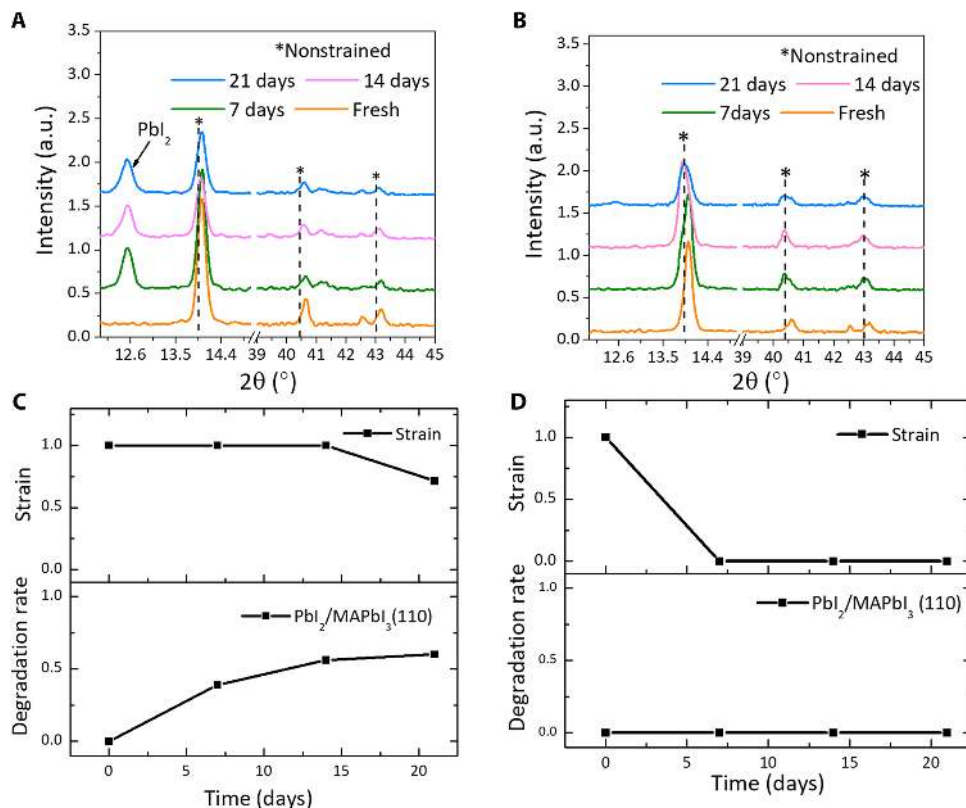 A
*Nonstrained
21 days
14 days
7 days
Fresh
PbI2
*
*
*
3.5
3.0
2.5
2.0
1.5
1.0
0.5
0.0
Intensity (a.u.)
12.6 13.5 14.4 39 40 41 42 43 44 45
2θ (°)
B
*Nonstrained
21 days
14 days
7days
Fresh
*
*
*
3.5
3.0
2.5
2.0
1.5
1.0
0.5
0.0
Intensity (a.u.)
12.6 13.5 14.4 39 40 41 42 43 44 45
2θ (°)
C
Strain
1.0
0.5
0.0
Strain
PbI2/MAPbI3(110)
1.0
0.5
0.0
Degradation rate
0 5 10 15 20
Time (days)
D
Strain
1.0
0.5
0.0
Strain
PbI2/MAPbI3 (110)
1.0
0.5
0.0
Degradation rate
0 5 10 15 20
Time (days)